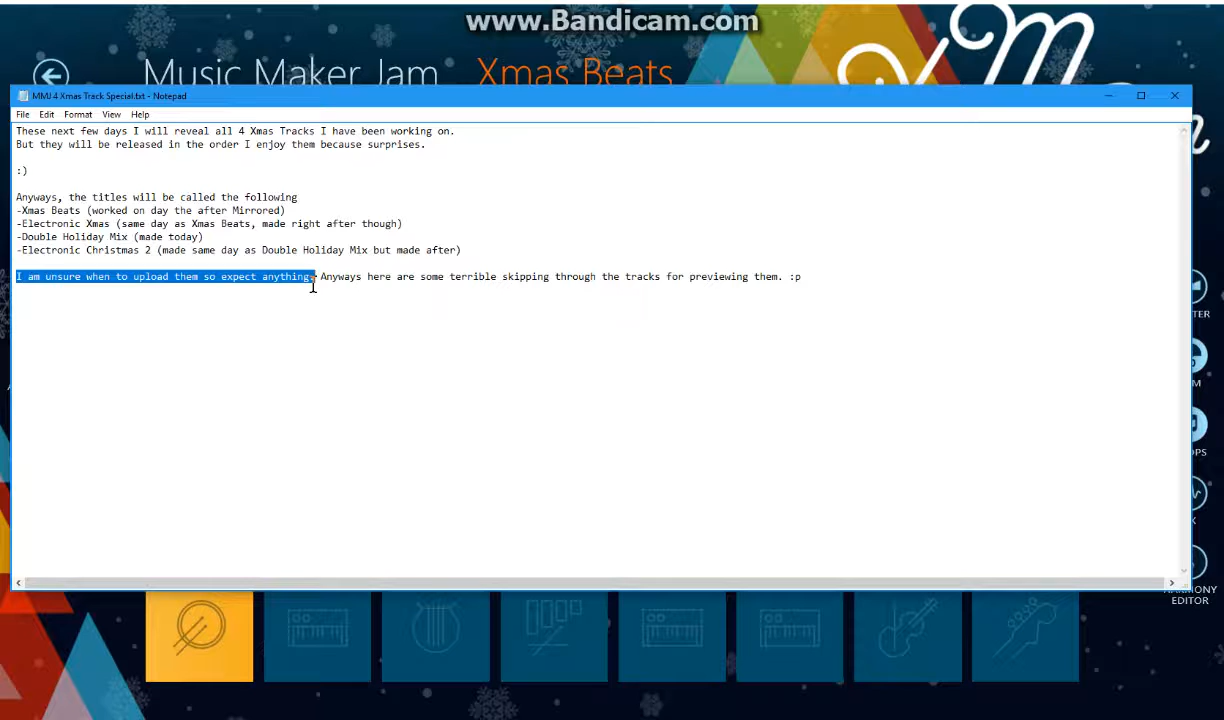 www.Bandicam.com
Music Maker Jam Xmas Beats
MMJ 4 Xmas Track Special.txt - Notepad
File Edit Format View Help
These next few days I will reveal all 4 Xmas Tracks I have been working on.
But they will be released in the order I enjoy them because surprises.
:)
Anyways, the titles will be called the following
-Xmas Beats (worked on day the after Mirrored)
-Electronic Xmas (same day as Xmas Beats, made right after though)
-Double Holiday Mix (made today)
-Electronic Christmas 2 (made same day as Double Holiday Mix but made after)
I am unsure when to upload them so expect anything. Anyways here are some terrible skipping through the tracks for previewing them. :p
EDITOR